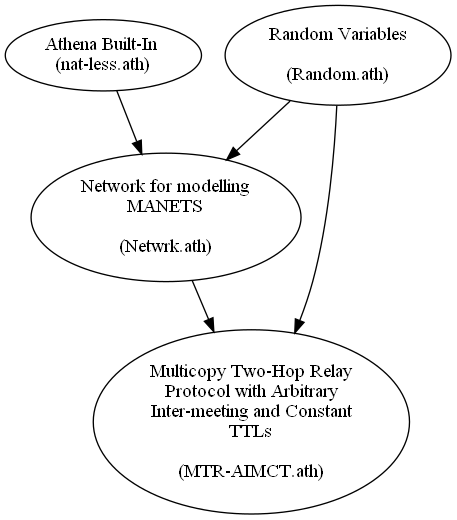 Athena Built-In
(nat-less.ath)
Random Variables
(Random.ath)
Network for modelling
MANETS
(Netwrk.ath)
Multicopy Two-Hop Relay
Protocol with Arbitrary
Inter-meeting and Constant
TTLs
(MTR-AIMCT.ath)